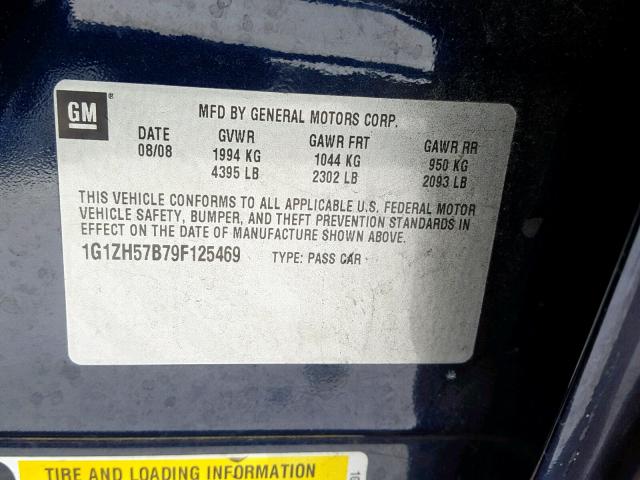 GM®
MFD BY GENERAL MOTORS CORP.
DATE GVWR GAWR FRT GAWR RR
08/08 1994 KG 1044 KG 950 KG
4395 LB 2302 LB 2093 LB
THIS VEHICLE CONFORMS TO ALL APPLICABLE U.S. FEDERAL MOTOR
VEHICLE SAFETY, BUMPER, AND THEFT PREVENTION STANDARDS IN
EFFECT ON THE DATE OF MANUFACTURE SHOWN ABOVE.
1G1ZH57B79F125469 TYPE: PASS CAR
TIRE AND LOADING INFORMATION